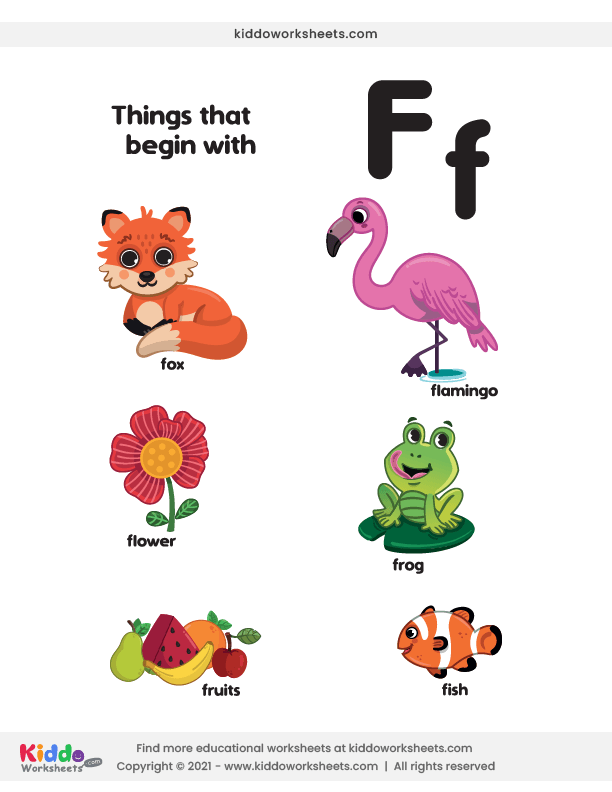 kiddoworksheets.com
Things that
begin with
F f
fox
flamingo
flower
frog
fruits
fish
Kiddo
Worksheets .com
Find more educational worksheets at kiddoworksheets.com
Copyright © 2021 - www.kiddoworksheets.com | All rights reserved